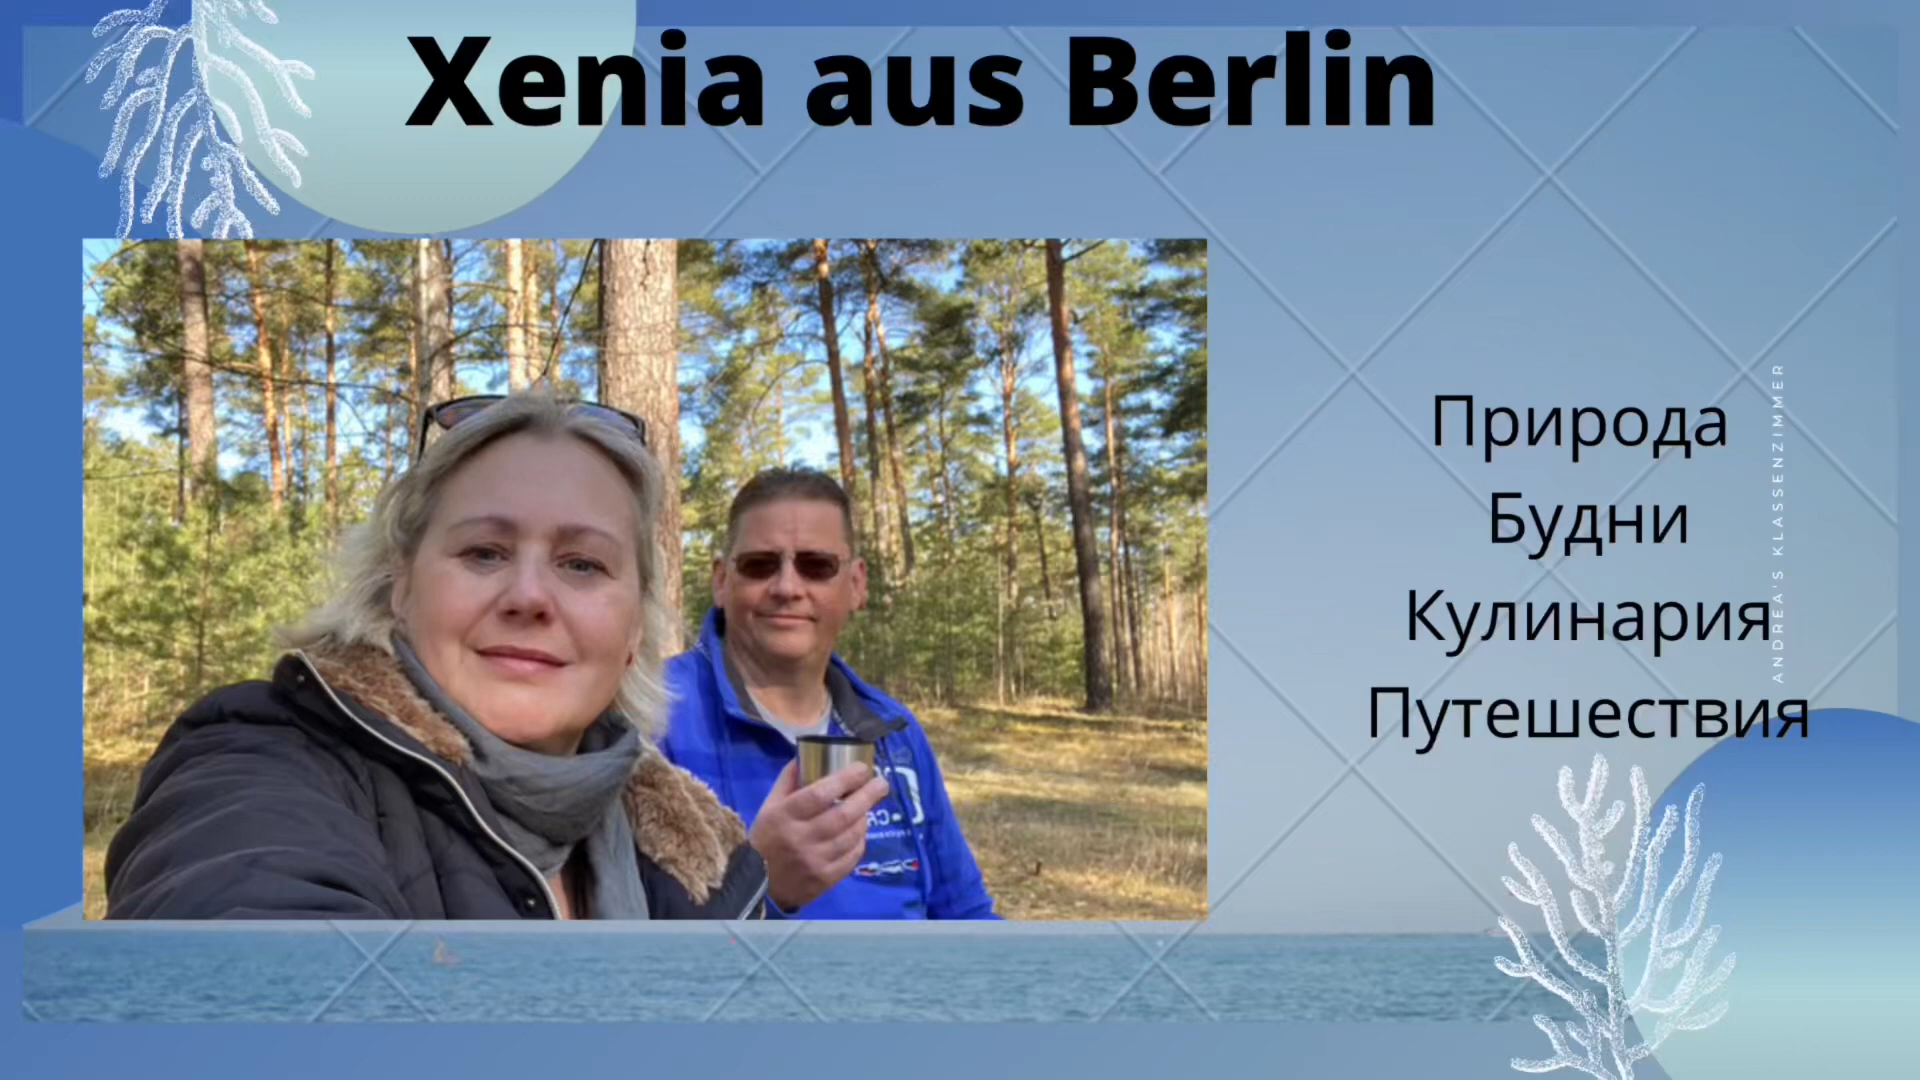 Xenia aus Berlin
Природа
Будни
Кулинария
Путешествия
ANDREA'S KLASSENZIMMER